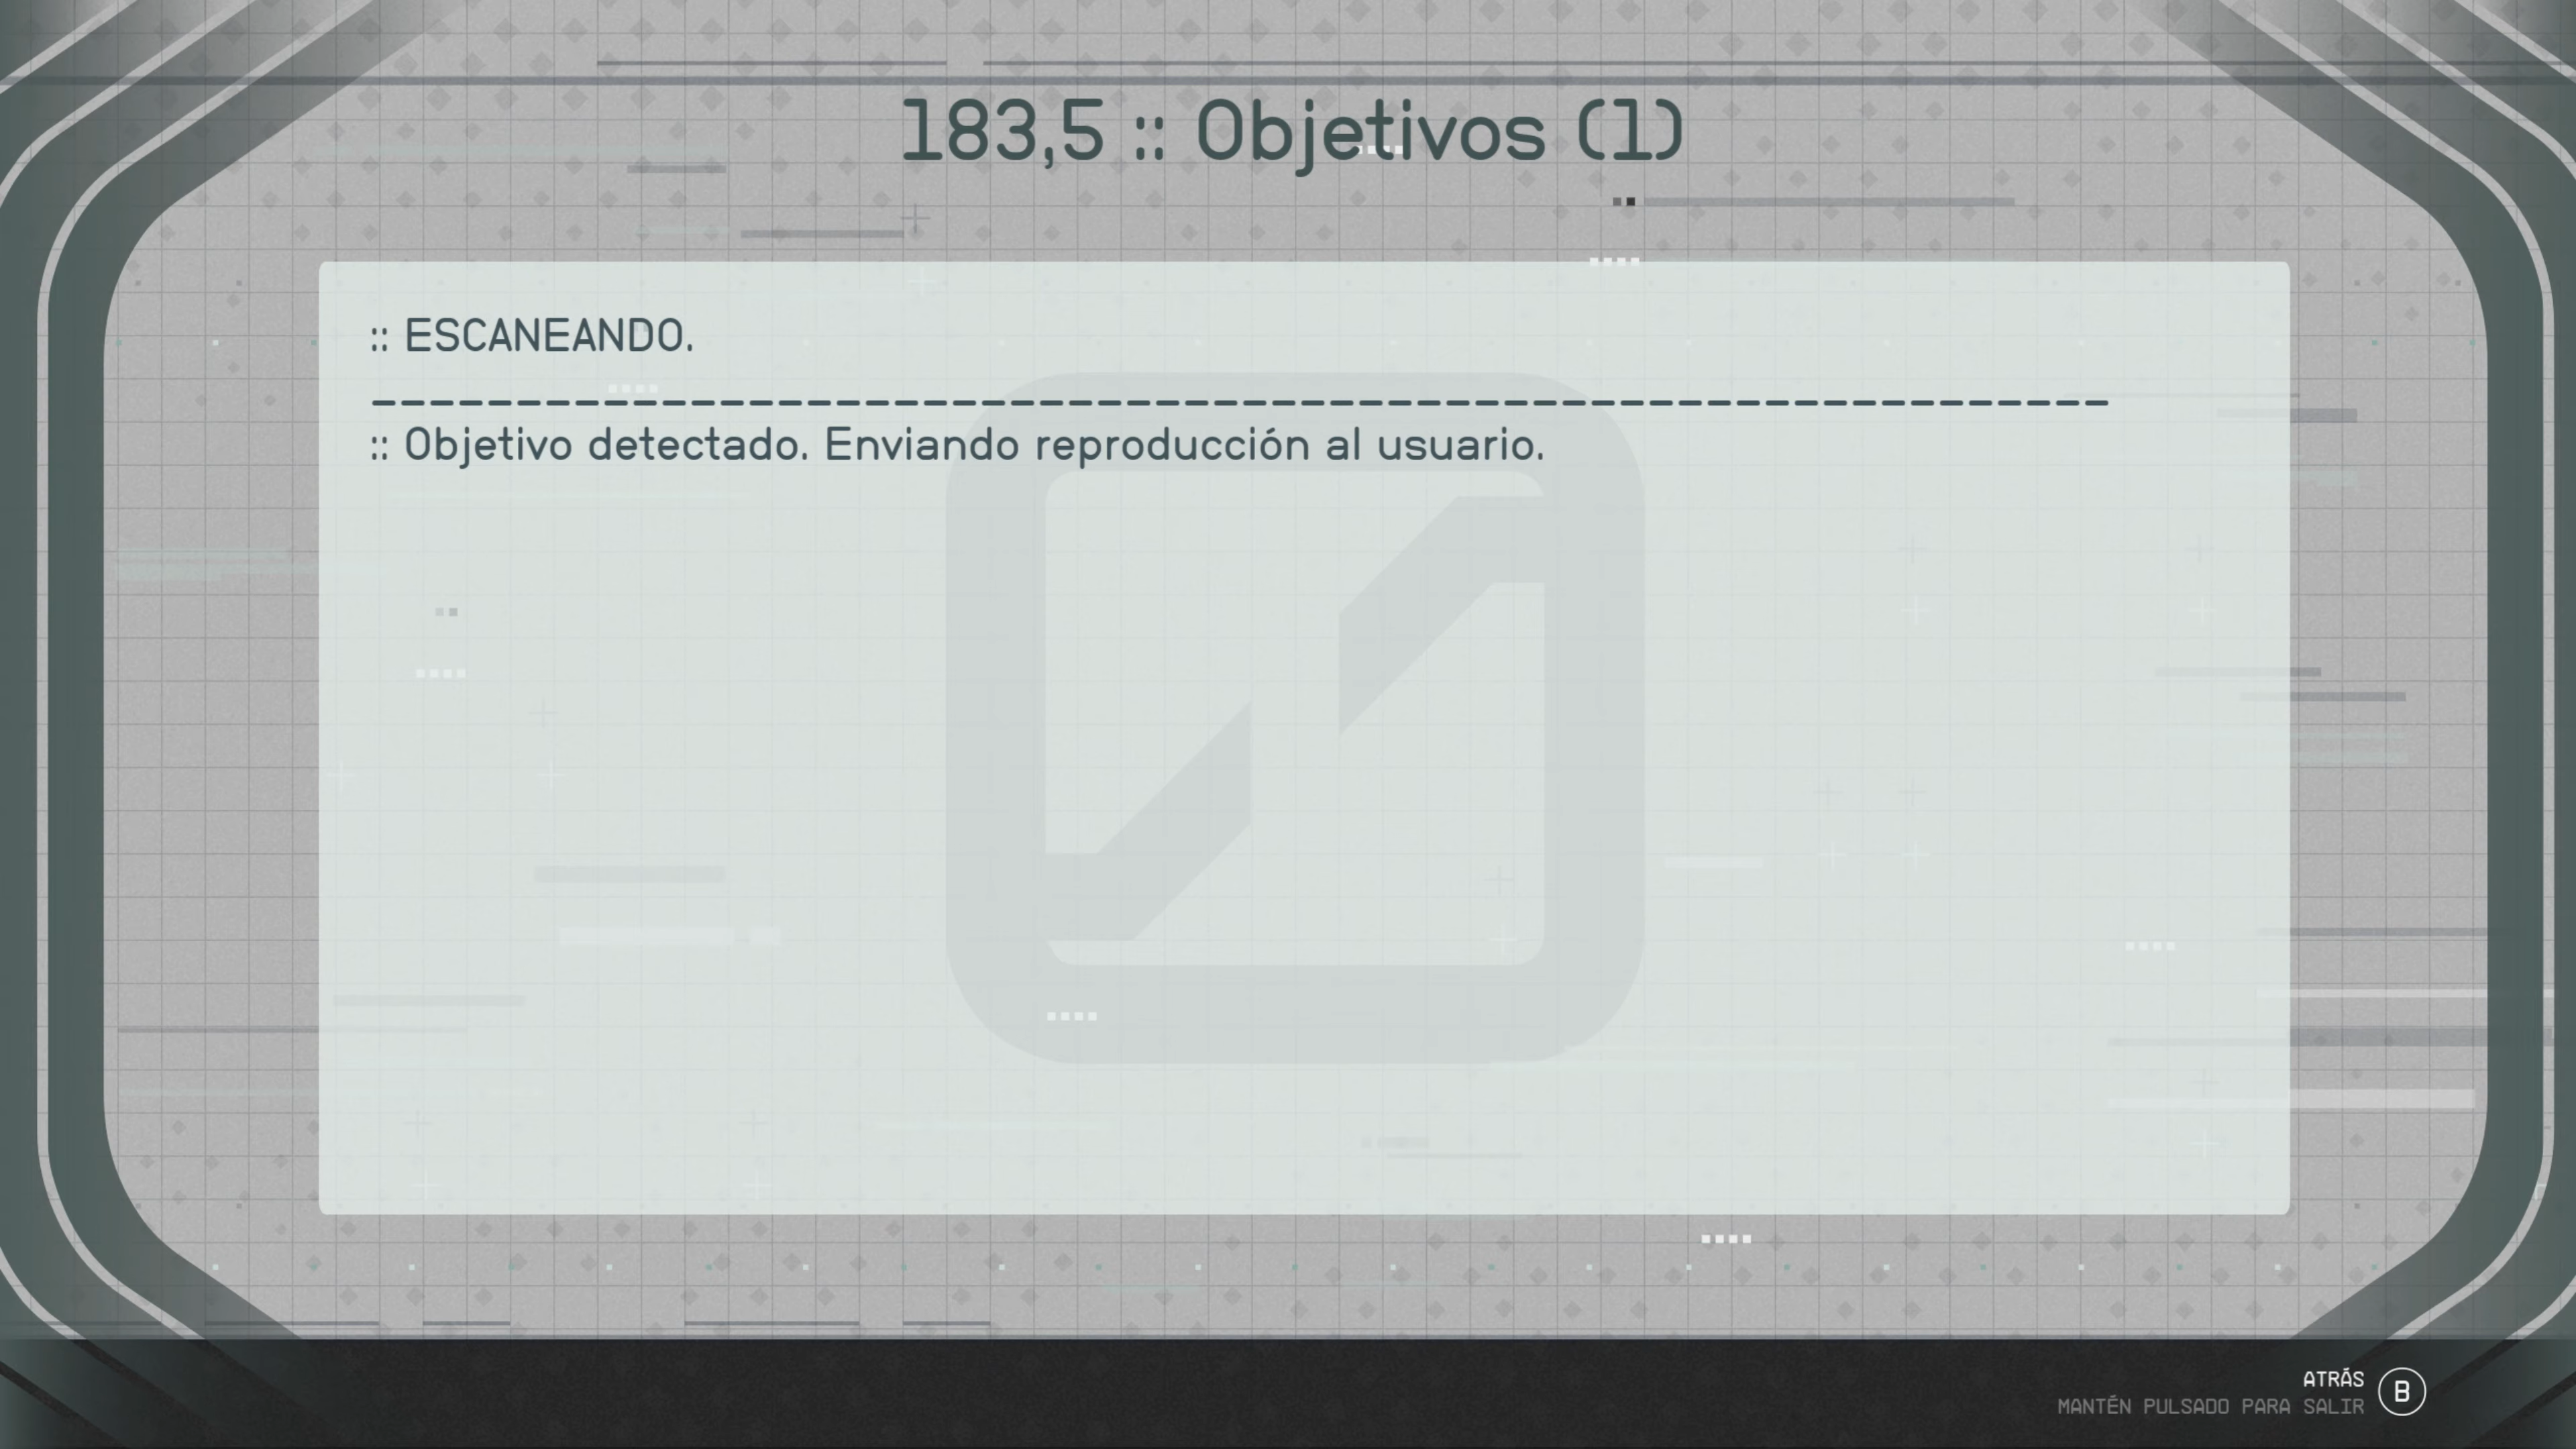 183,5 :: Objetivos (1)
:: ESCANEANDO.
------------------------------------------------------------
:: Objetivo detectado. Enviando reproducción al usuario.
ATRÁS
MANTÉN PULSADO PARA SALIR
B